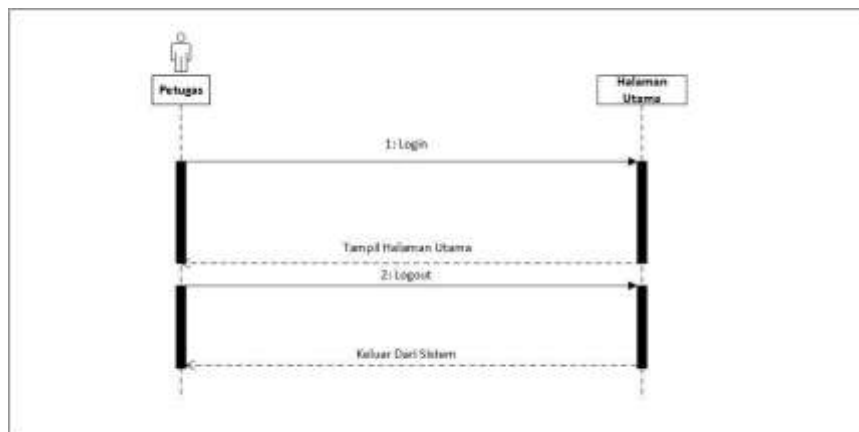 Petugas
Halaman
Utama
1: Login
Tampil Halaman Utama
2: Logout
Keluar Dari Sistem